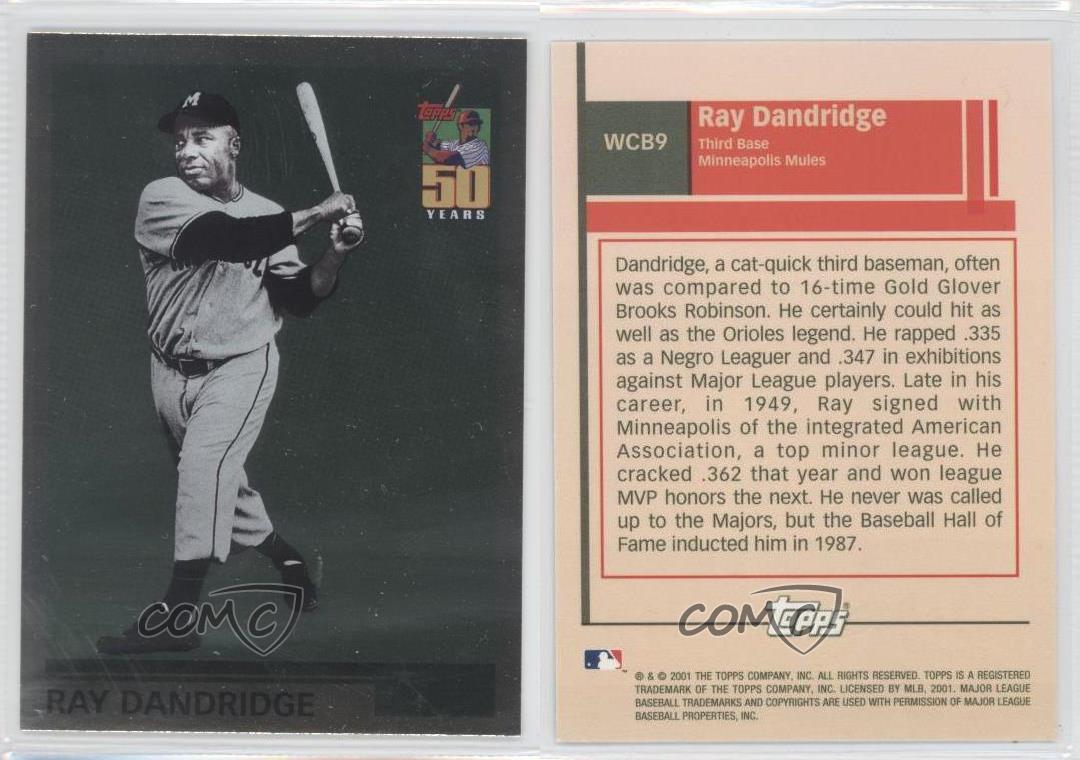 M
TOPPS
50
YEARS
RAY DANDRIDGE
COMC
WCB9
Ray Dandridge
Third Base
Minneapolis Mules
Dandridge, a cat-quick third baseman, often
was compared to 16-time Gold Glover
Brooks Robinson. He certainly could hit as
well as the Orioles legend. He rapped .335
as a Negro Leaguer and .347 in exhibitions
against Major League players. Late in his
career, in 1949, Ray signed with
Minneapolis of the integrated American
Association, a top minor league. He
cracked .362 that year and won league
MVP honors the next. He never was called
up to the Majors, but the Baseball Hall of
Fame inducted him in 1987.
COMC
TOPPS
® & © 2001 THE TOPPS COMPANY, INC. ALL RIGHTS RESERVED. TOPPS IS A REGISTERED
TRADEMARK OF THE TOPPS COMPANY, INC. LICENSED BY MLB, 2001. MAJOR LEAGUE
BASEBALL TRADEMARKS AND COPYRIGHTS ARE USED WITH PERMISSION OF MAJOR LEAGUE
BASEBALL PROPERTIES, INC.